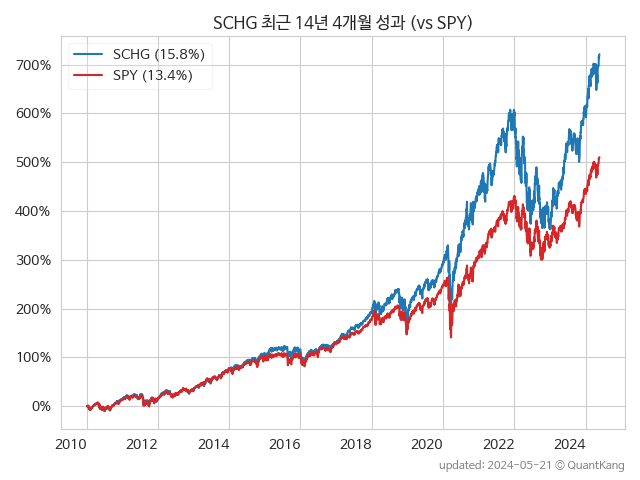 SCHG 최근 14년 4개월 성과 (vs SPY)
SCHG (15.8%)
SPY (13.4%)
700%
600%
500%
400%
300%
200%
100%
0%
2010 2012 2014 2016 2018 2020 2022 2024
updated: 2024-05-21 © QuantKang